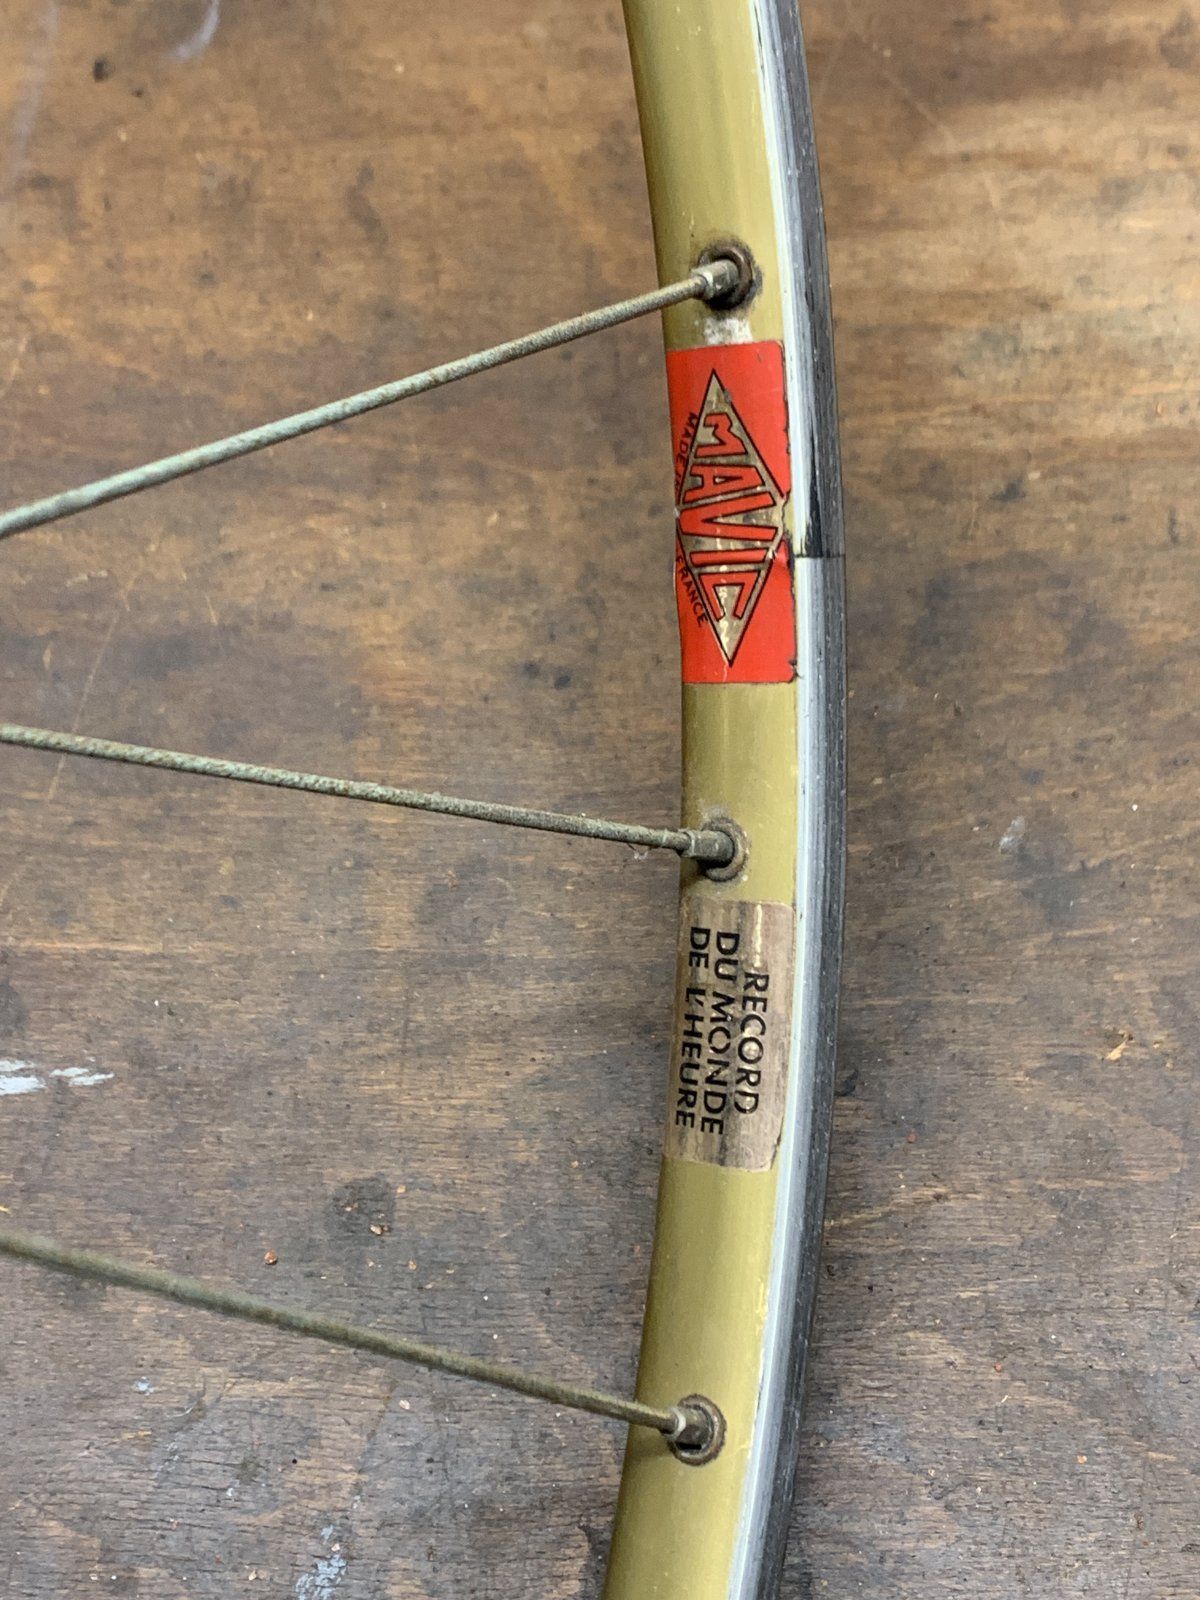 MAVIC
MADE IN FRANCE
RECORD
DU MONDE
DE L'HEURE